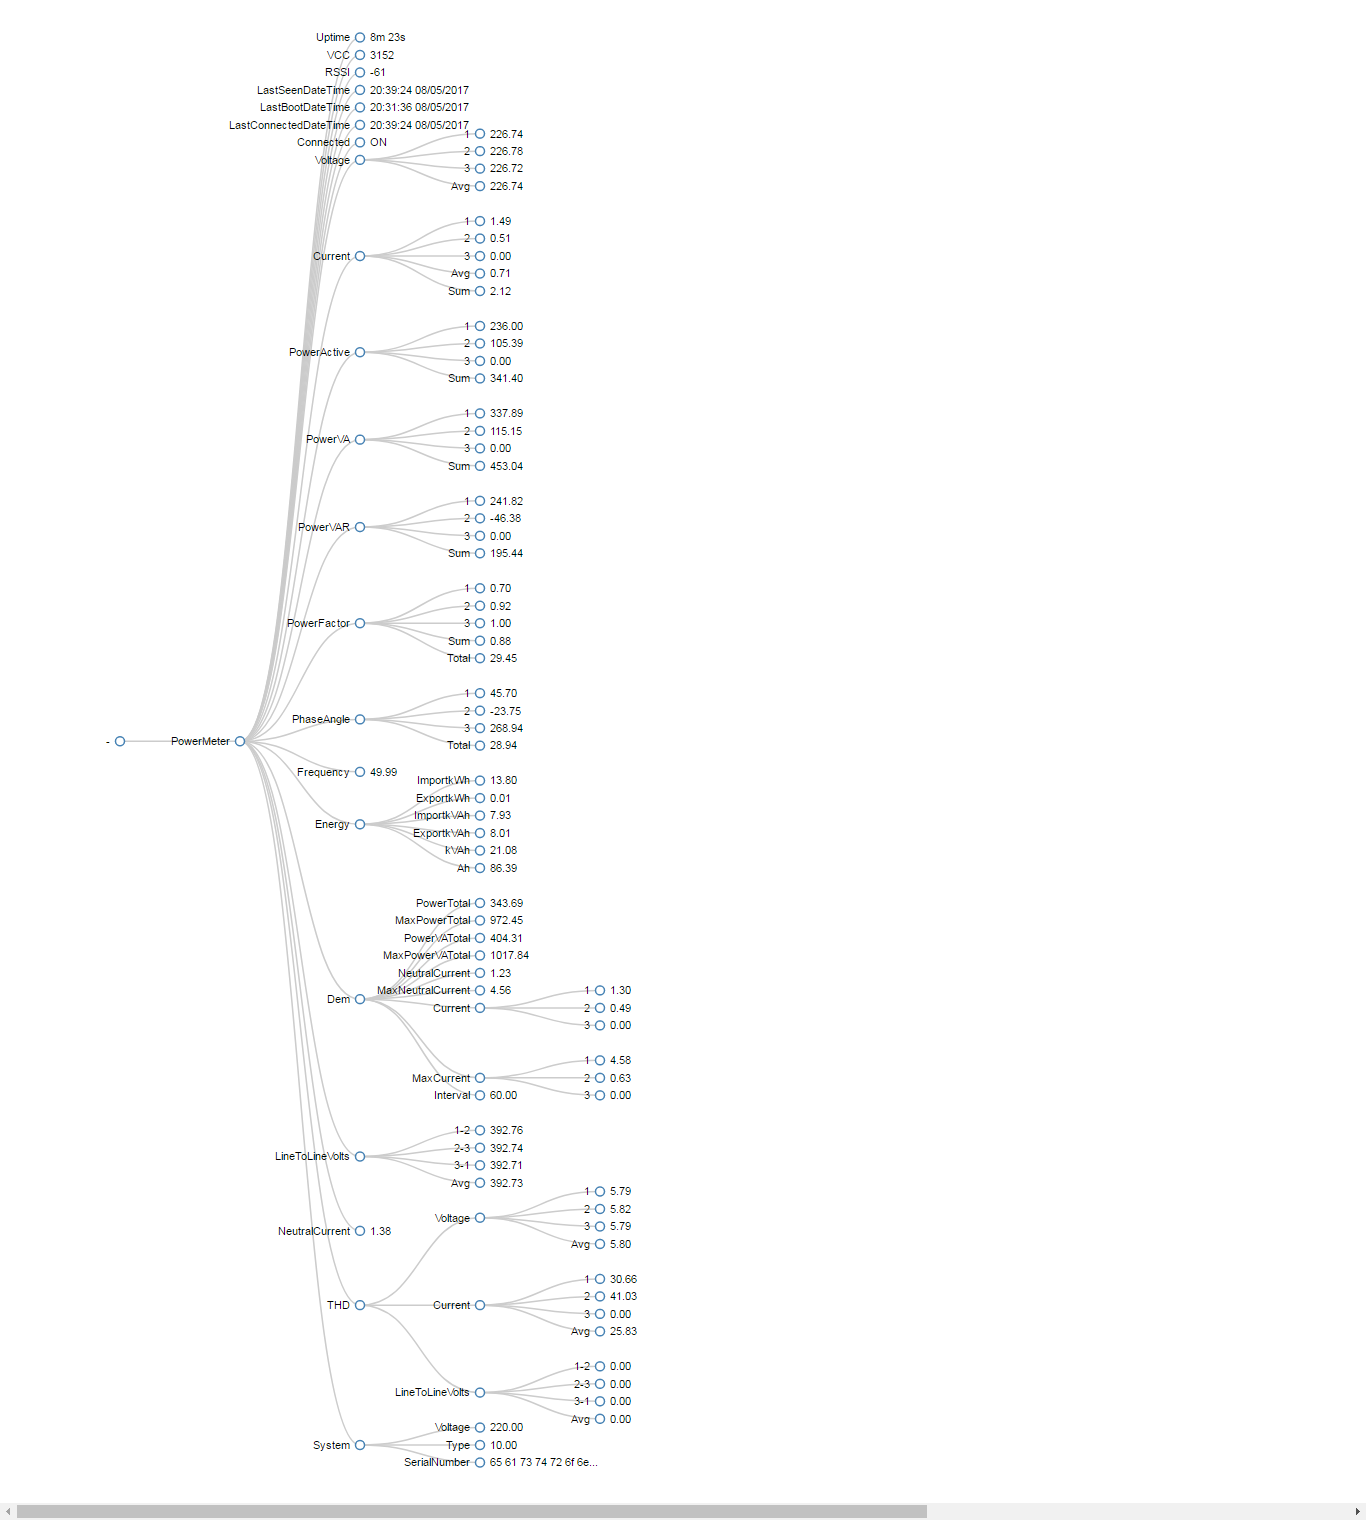 Uptime 8m 23s
VCC 3152
RSSI -61
LastSeenDateTime 20:39:24 08/05/2017
LastBootDateTime 20:31:36 08/05/2017
LastConnectedDateTime 20:39:24 08/05/2017
Connected ON
Voltage
1 226.74
2 226.78
3 226.72
Avg 226.74
Current
1 1.49
2 0.51
3 0.00
Avg 0.71
Sum 2.12
PowerActive
1 236.00
2 105.39
3 0.00
Sum 341.40
PowerVA
1 337.89
2 115.15
3 0.00
Sum 453.04
PowerVAR
1 241.82
2 -46.38
3 0.00
Sum 195.44
PowerFactor
1 0.70
2 0.92
3 1.00
Sum 0.88
Total 29.45
PhaseAngle
1 45.70
2 -23.75
3 268.94
Total 28.94
- PowerMeter
Frequency 49.99
Energy
ImportkWh 13.80
ExportkWh 0.01
ImportkVAh 7.93
ExportkVAh 8.01
kVAh 21.08
Ah 86.39
Dem
PowerTotal 343.69
MaxPowerTotal 972.45
PowerVATotal 404.31
MaxPowerVATotal 1017.84
NeutralCurrent 1.23
MaxNeutralCurrent 4.56
Current
1 1.30
2 0.49
3 0.00
MaxCurrent
1 4.58
2 0.63
3 0.00
Interval 60.00
LineToLineVolts
1-2 392.76
2-3 392.74
3-1 392.71
Avg 392.73
NeutralCurrent 1.38
THD
Voltage
1 5.79
2 5.82
3 5.79
Avg 5.80
Current
1 30.66
2 41.03
3 0.00
Avg 25.83
LineToLineVolts
1-2 0.00
2-3 0.00
3-1 0.00
Avg 0.00
System
Voltage 220.00
Type 10.00
SerialNumber 65 61 73 74 72 6f 6e...